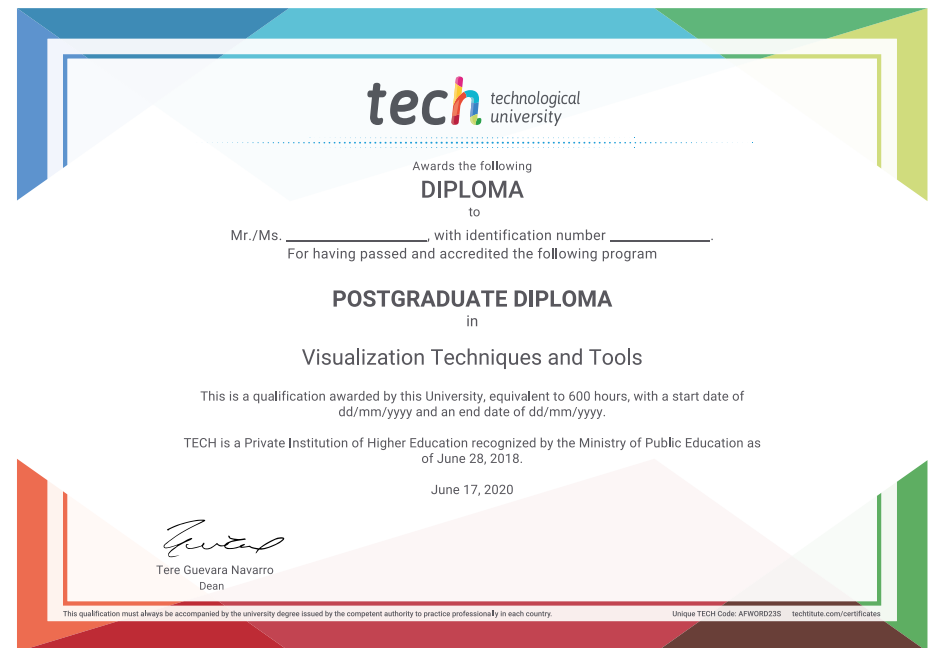 tech technological
university
Awards the following
DIPLOMA
to
Mr./Ms. ____________________, with identification number ______________.
For having passed and accredited the following program
POSTGRADUATE DIPLOMA
in
Visualization Techniques and Tools
This is a qualification awarded by this University, equivalent to 600 hours, with a start date of
dd/mm/yyyy and an end date of dd/mm/yyyy.
TECH is a Private Institution of Higher Education recognized by the Ministry of Public Education as
of June 28, 2018.
June 17, 2020
Tere Guevara Navarro
Dean
This qualification must always be accompanied by the university degree issued by the competent authority to practice professionally in each country. Unique TECH Code: AFWORD23S techtitute.com/certificates